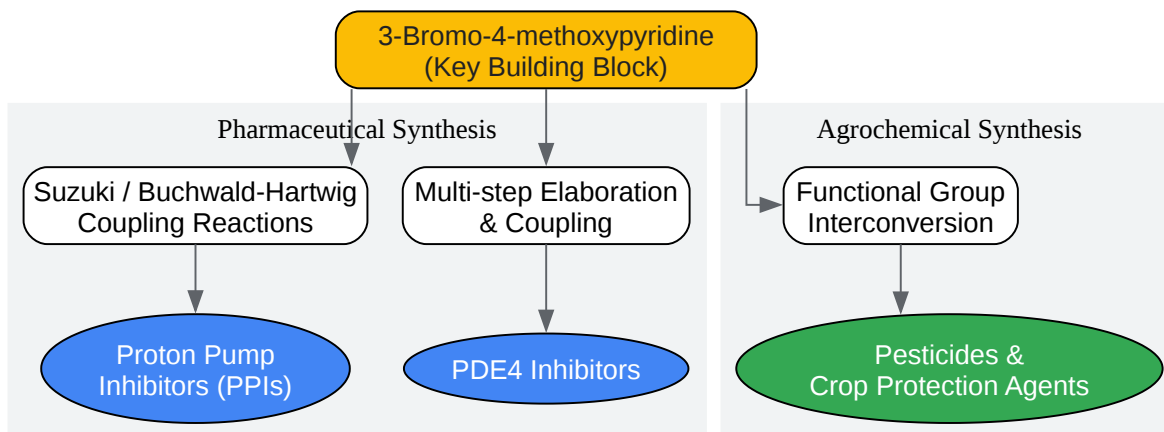 3-Bromo-4-methoxypyridine
(Key Building Block)
Pharmaceutical Synthesis
Agrochemical Synthesis
Suzuki / Buchwald-Hartwig
Coupling Reactions
Multi-step Elaboration
& Coupling
Functional Group
Interconversion
Proton Pump
Inhibitors (PPIs)
PDE4 Inhibitors
Pesticides &
Crop Protection Agents